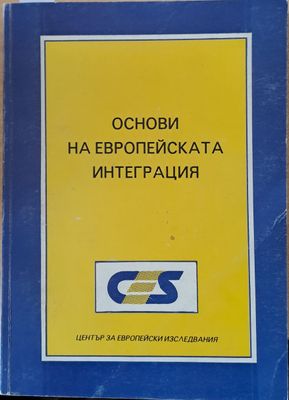 ОСНОВИ
НА ЕВРОПЕЙСКАТА
ИНТЕГРАЦИЯ
CES
ЦЕНТЪР ЗА ЕВРОПЕЙСКИ ИЗСЛЕДВАНИЯ